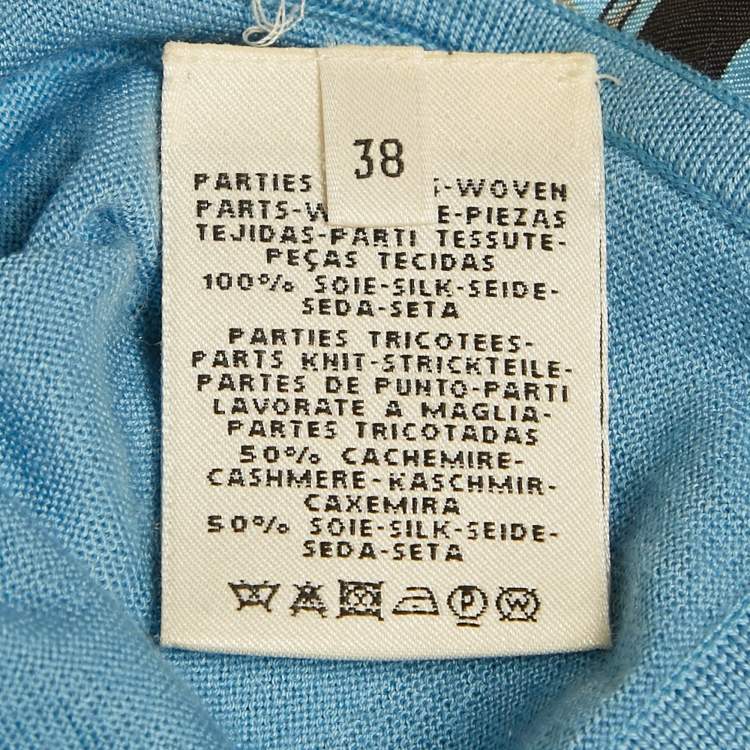 38
PARTIES -WOVEN
PARTS-W E-PIEZAS
TEJIDAS-PARTI TESSUTE-
PEÇAS TECIDAS
100% SOIE-SILK-SEIDE-
SEDA-SETA
PARTIES TRICOTEES-
PARTS KNIT-STRICKTEILE-
PARTES DE PUNTO-PARTI
LAVORATE A MAGLIA-
PARTES TRICOTADAS
50% CACHEMIRE-
CASHMERE-KASCHMIR-
CAXEMIRA
50% SOIE-SILK-SEIDE-
SEDA-SETA
P W